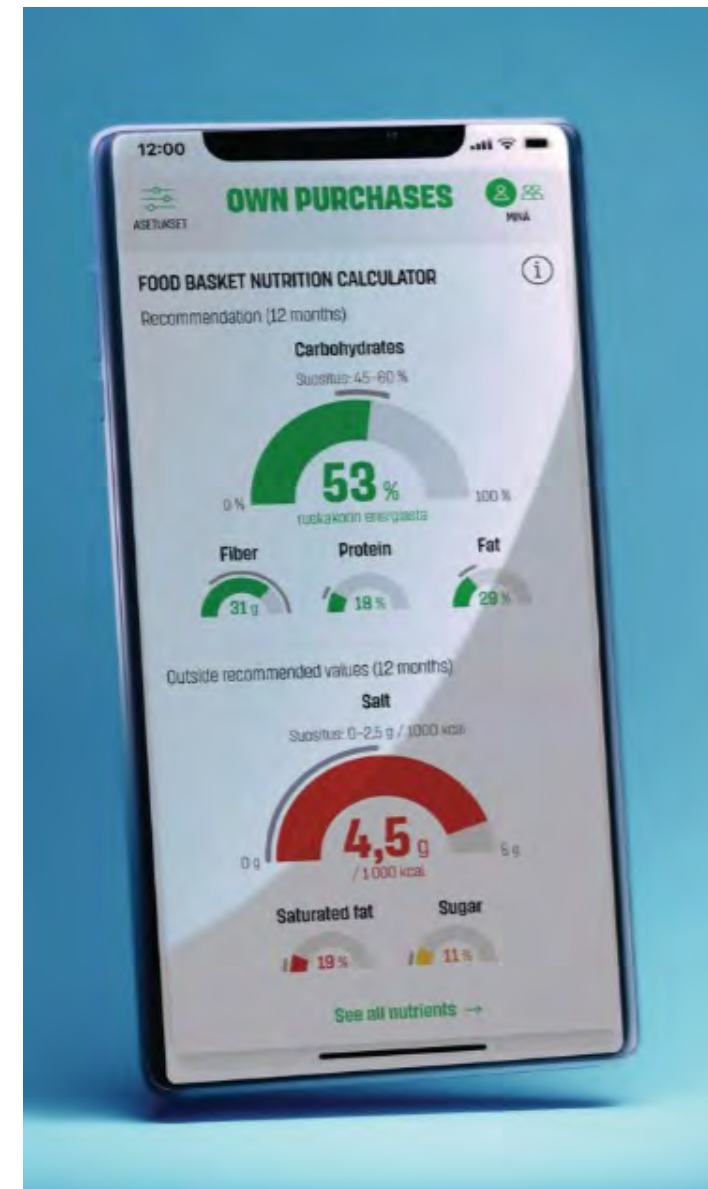 12:00
OWN PURCHASES
ASETUKSET
MINÄ
FOOD BASKET NUTRITION CALCULATOR
Recommendation (12 months)
Carbohydrates
Suositus: 45-60 %
53 %
0 %
100 %
ruokakorin energiasta
Fiber
Protein
Fat
31 g
18 %
29 %
Outside recommended values (12 months)
Salt
Suositus: 0-2,5 g / 1000 kcal
4,5 g
0 g
5 g
/ 1000 kcal
Saturated fat
Sugar
19 %
11 %
See all nutrients →